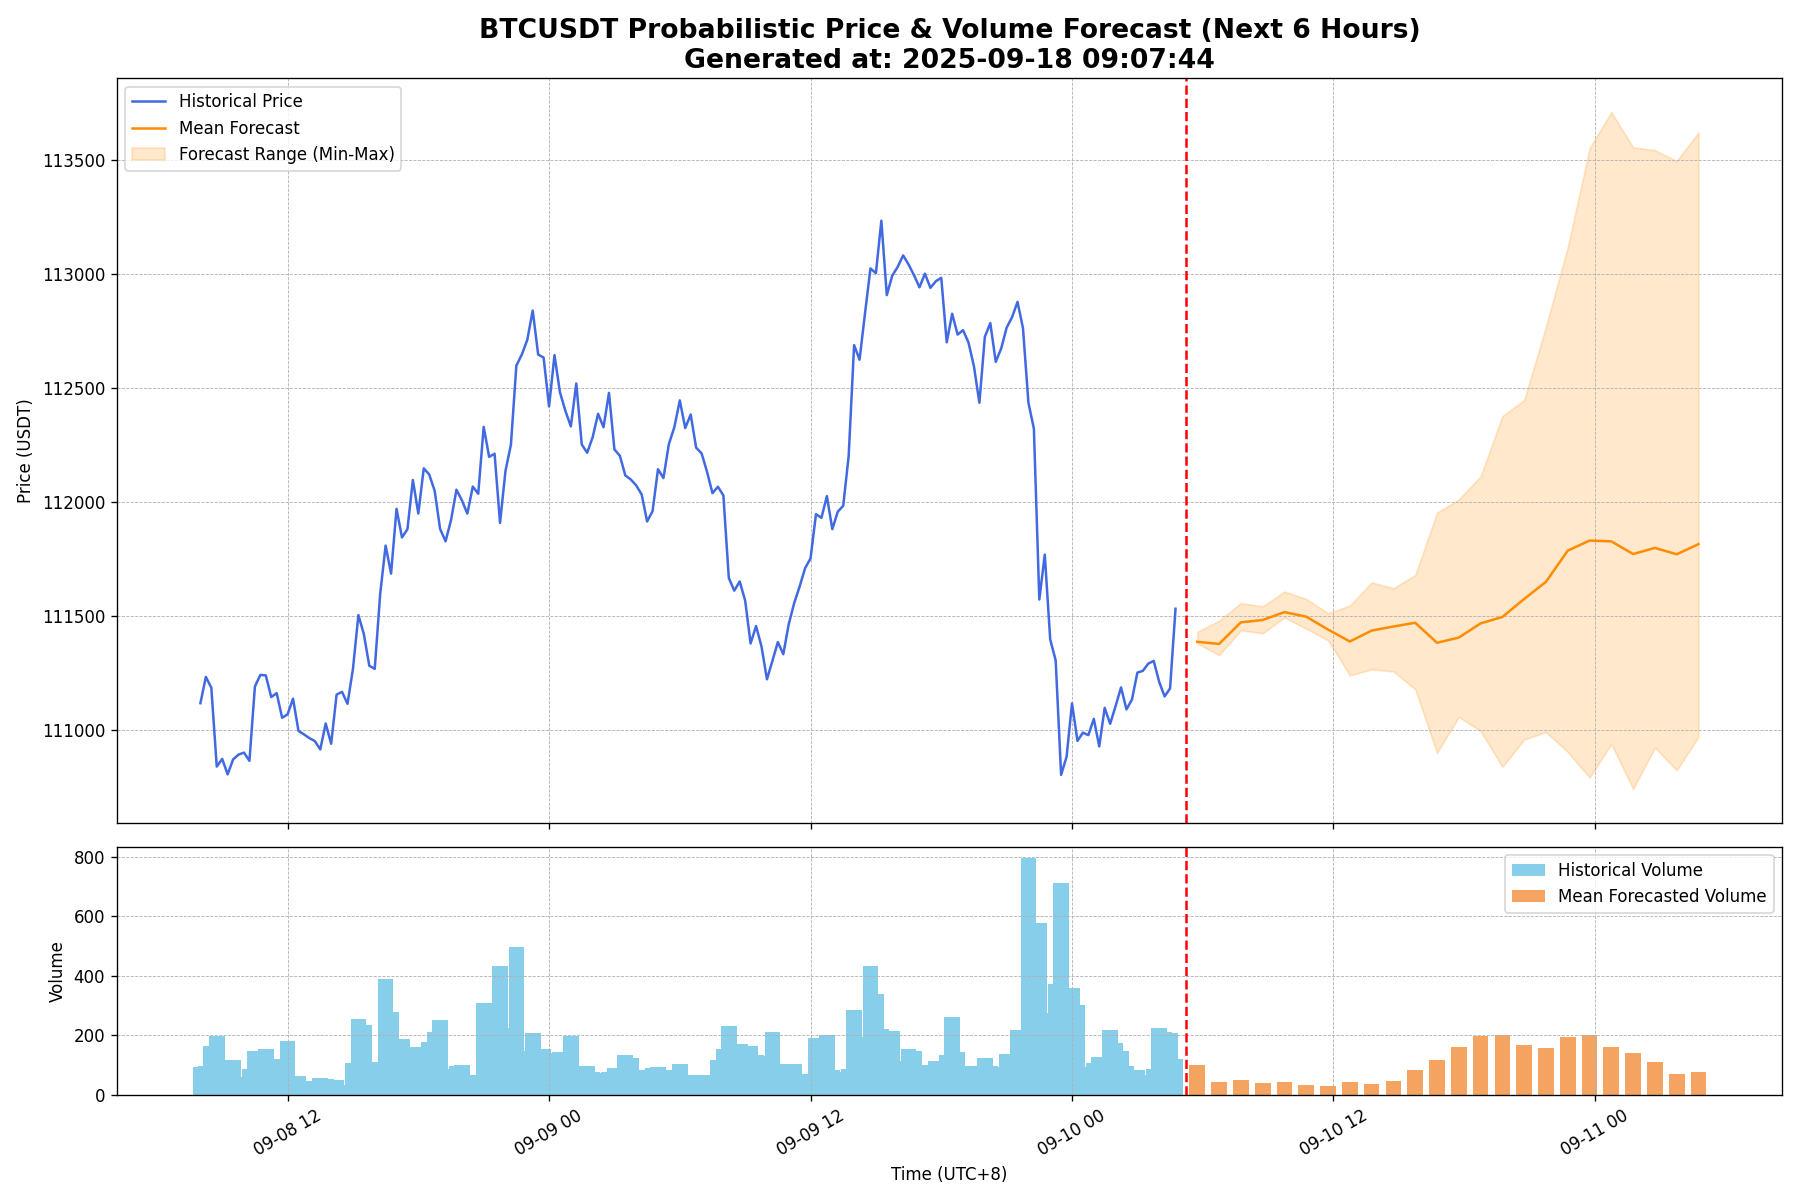 BTCUSDT Probabilistic Price & Volume Forecast (Next 6 Hours)
Generated at: 2025-09-18 09:07:44
Historical Price
Mean Forecast
Forecast Range (Min-Max)
113500
113000
112500
112000
111500
111000
Price (USDT)
Historical Volume
Mean Forecasted Volume
800
600
400
200
0
Volume
09-08 12
09-09 00
09-09 12
09-10 00
09-10 12
09-11 00
Time (UTC+8)